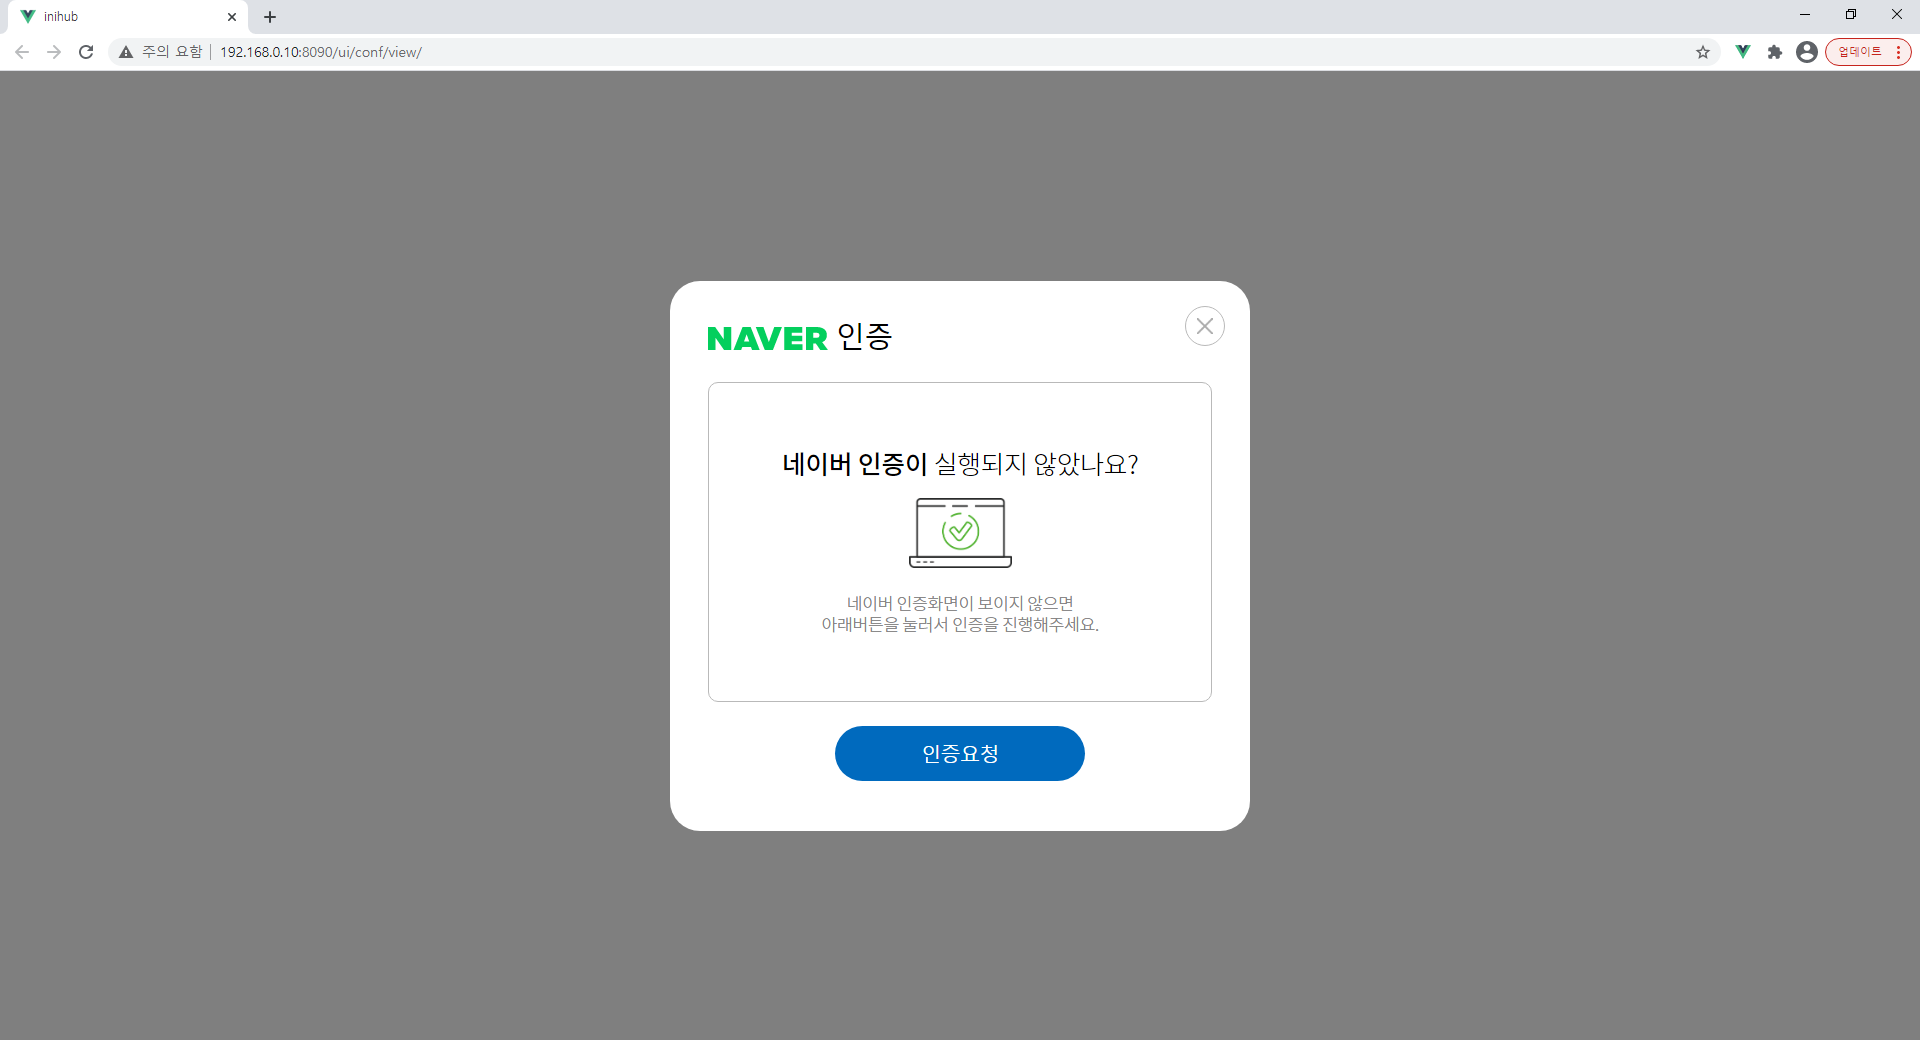 inihub
주의 요함
192.168.0.10:8090/ui/conf/view/
업데이트
NAVER 인증
네이버 인증이 실행되지 않았나요?
네이버 인증화면이 보이지 않으면
아래버튼을 눌러서 인증을 진행해주세요.
인증요청